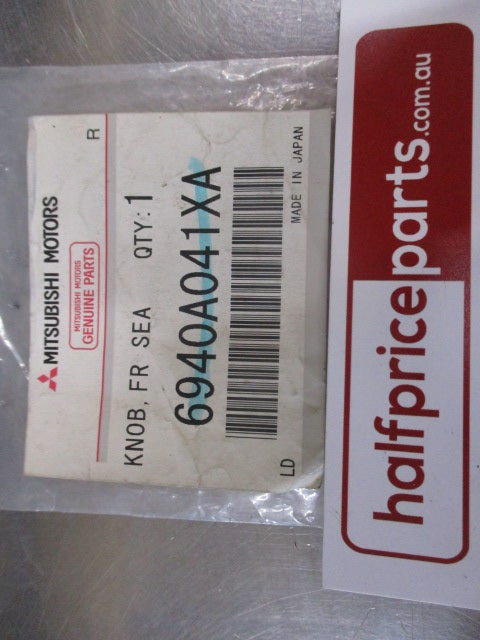 MITSUBISHI MOTORS
R
MITSUBISHI MOTORS
GENUINE PARTS
KNOB, FR SEA QTY: 1
6940A041XA
LD
MADE IN JAPAN
halfpriceparts.com.au